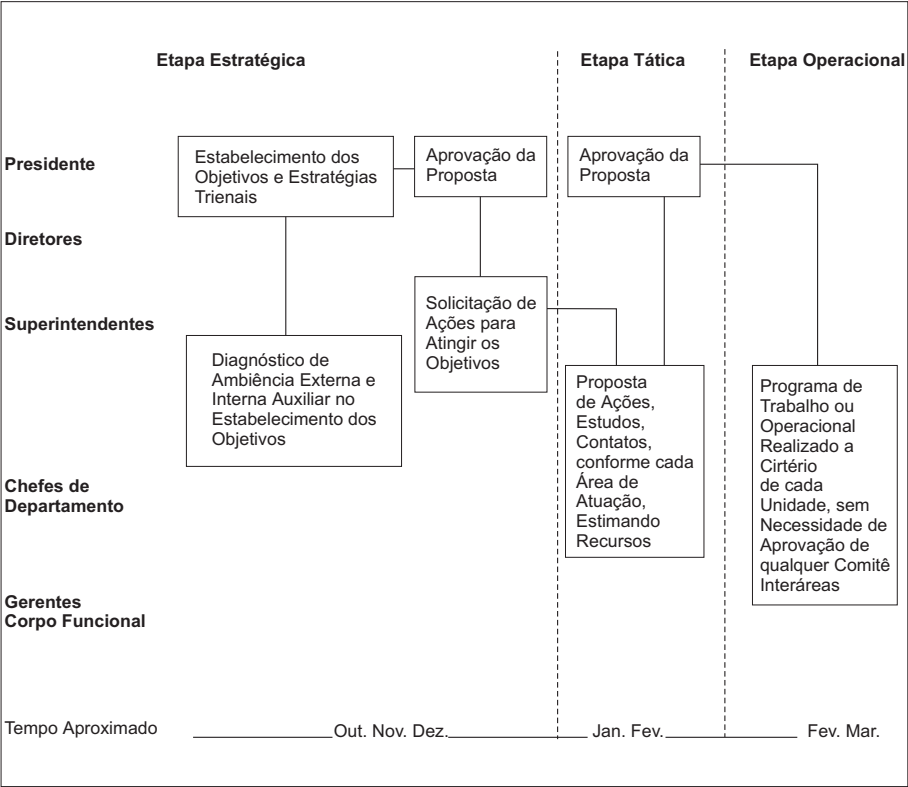 Etapa Estratégica
Etapa Tática
Etapa Operacional
Presidente
Estabelecimento dos
Objetivos e Estratégias
Trienais
Aprovação da
Proposta
Aprovação da
Proposta
Diretores
Superintendentes
Solicitação de
Ações para
Atingir os
Objetivos
Diagnóstico de
Ambiência Externa e
Interna Auxiliar no
Estabelecimento dos
Objetivos
Proposta
de Ações,
Estudos,
Contatos,
conforme cada
Área de
Atuação,
Estimando
Recursos
Programa de
Trabalho ou
Operacional
Realizado a
Cirtério
de cada
Unidade, sem
Necessidade de
Aprovação de
qualquer Comitê
Interáreas
Chefes de
Departamento
Gerentes
Corpo Funcional
Tempo Aproximado
Out. Nov. Dez.
Jan. Fev.
Fev. Mar.